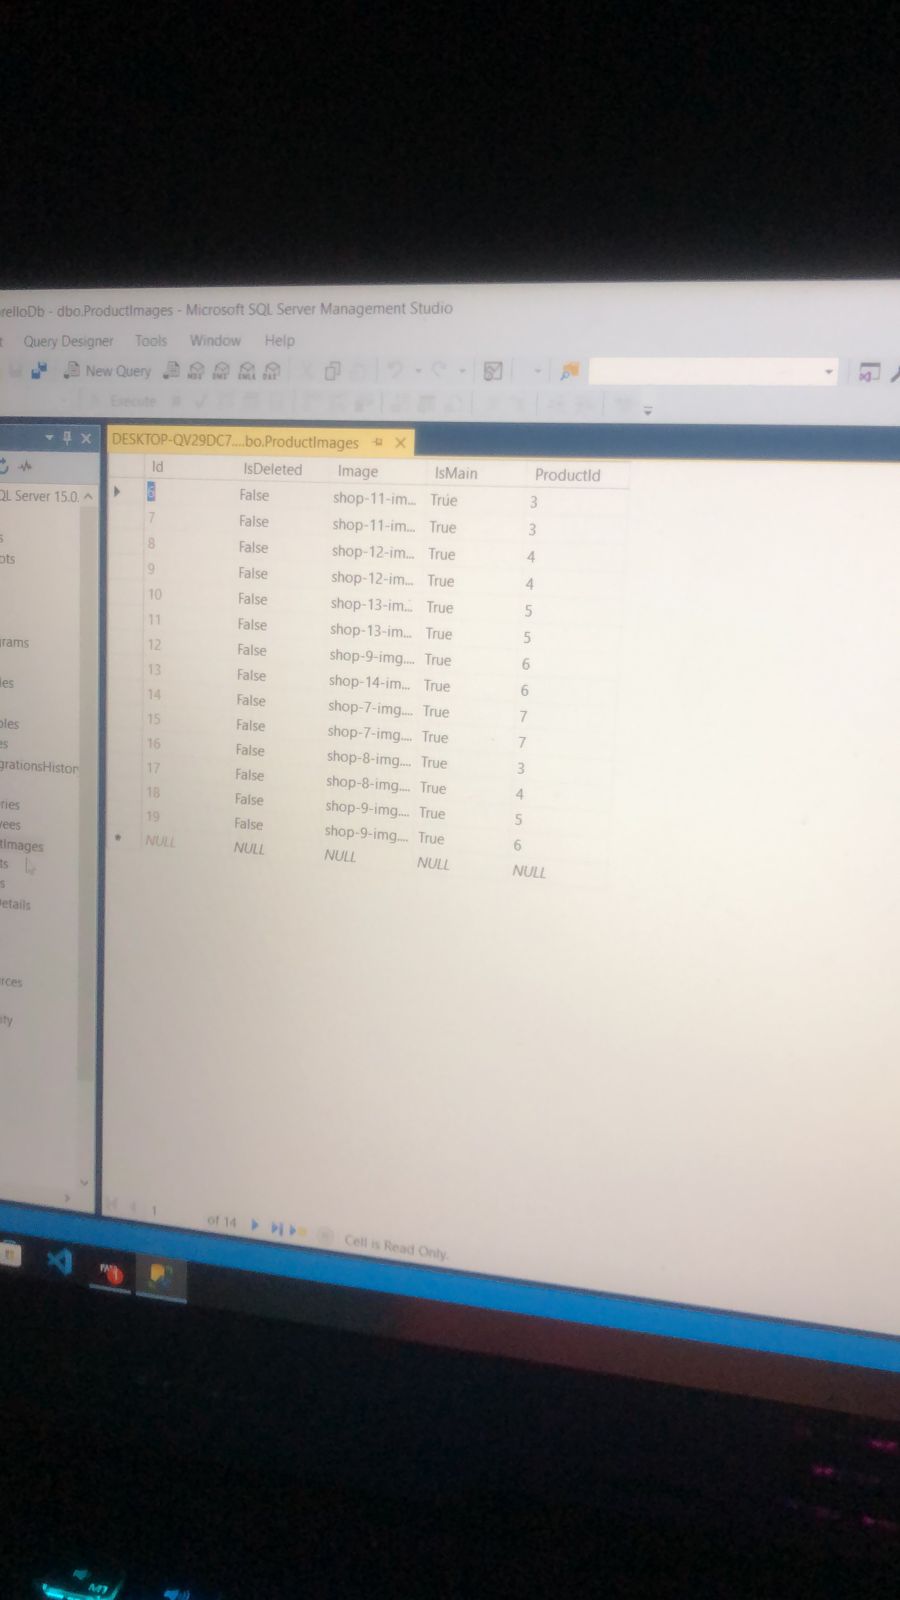 relloDb - dbo.ProductImages - Microsoft SQL Server Management Studio
t Query Designer Tools Window Help
New Query
Execute
DESKTOP-QV29DC7....bo.ProductImages
QL Server 15.0.
Id IsDeleted Image IsMain ProductId
6 False shop-11-im... True 3
7 False shop-11-im... True 3
8 False shop-12-im... True 4
9 False shop-12-im... True 4
10 False shop-13-im... True 5
11 False shop-13-im... True 5
12 False shop-9-img.... True 6
13 False shop-14-im... True 6
14 False shop-7-img.... True 7
15 False shop-7-img.... True 7
16 False shop-8-img.... True 3
17 False shop-8-img.... True 4
18 False shop-9-img.... True 5
19 False shop-9-img.... True 6
NULL NULL NULL NULL NULL
s
ots
rams
les
bles
es
grationsHistor
ries
yees
tImages
ts
s
Details
rces
ity
1 of 14 Cell is Read Only.